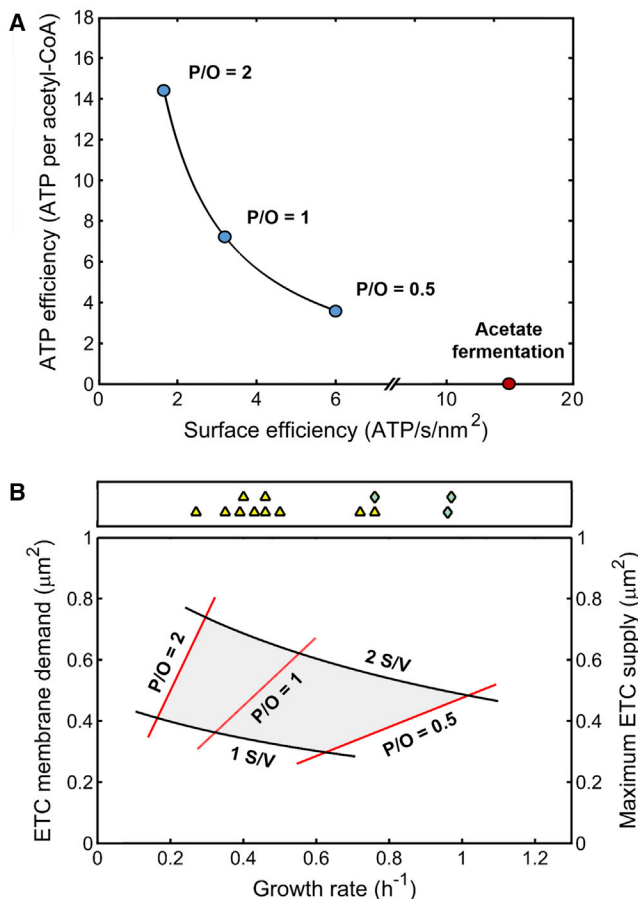 A
ATP efficiency (ATP per acetyl-CoA)
18
16
14
12
10
8
6
4
2
0
P/O = 2
P/O = 1
P/O = 0.5
Acetate
fermentation
0
2
4
6
10
20
Surface efficiency (ATP/s/nm²)
B
ETC membrane demand (μm²)
1
0.8
0.6
0.4
0.2
0
P/O = 2
P/O = 1
P/O = 0.5
2 S/V
1 S/V
1
0.8
0.6
0.4
0.2
0
Maximum ETC supply (μm²)
0
0.2
0.4
0.6
0.8
1
1.2
Growth rate (h⁻¹)